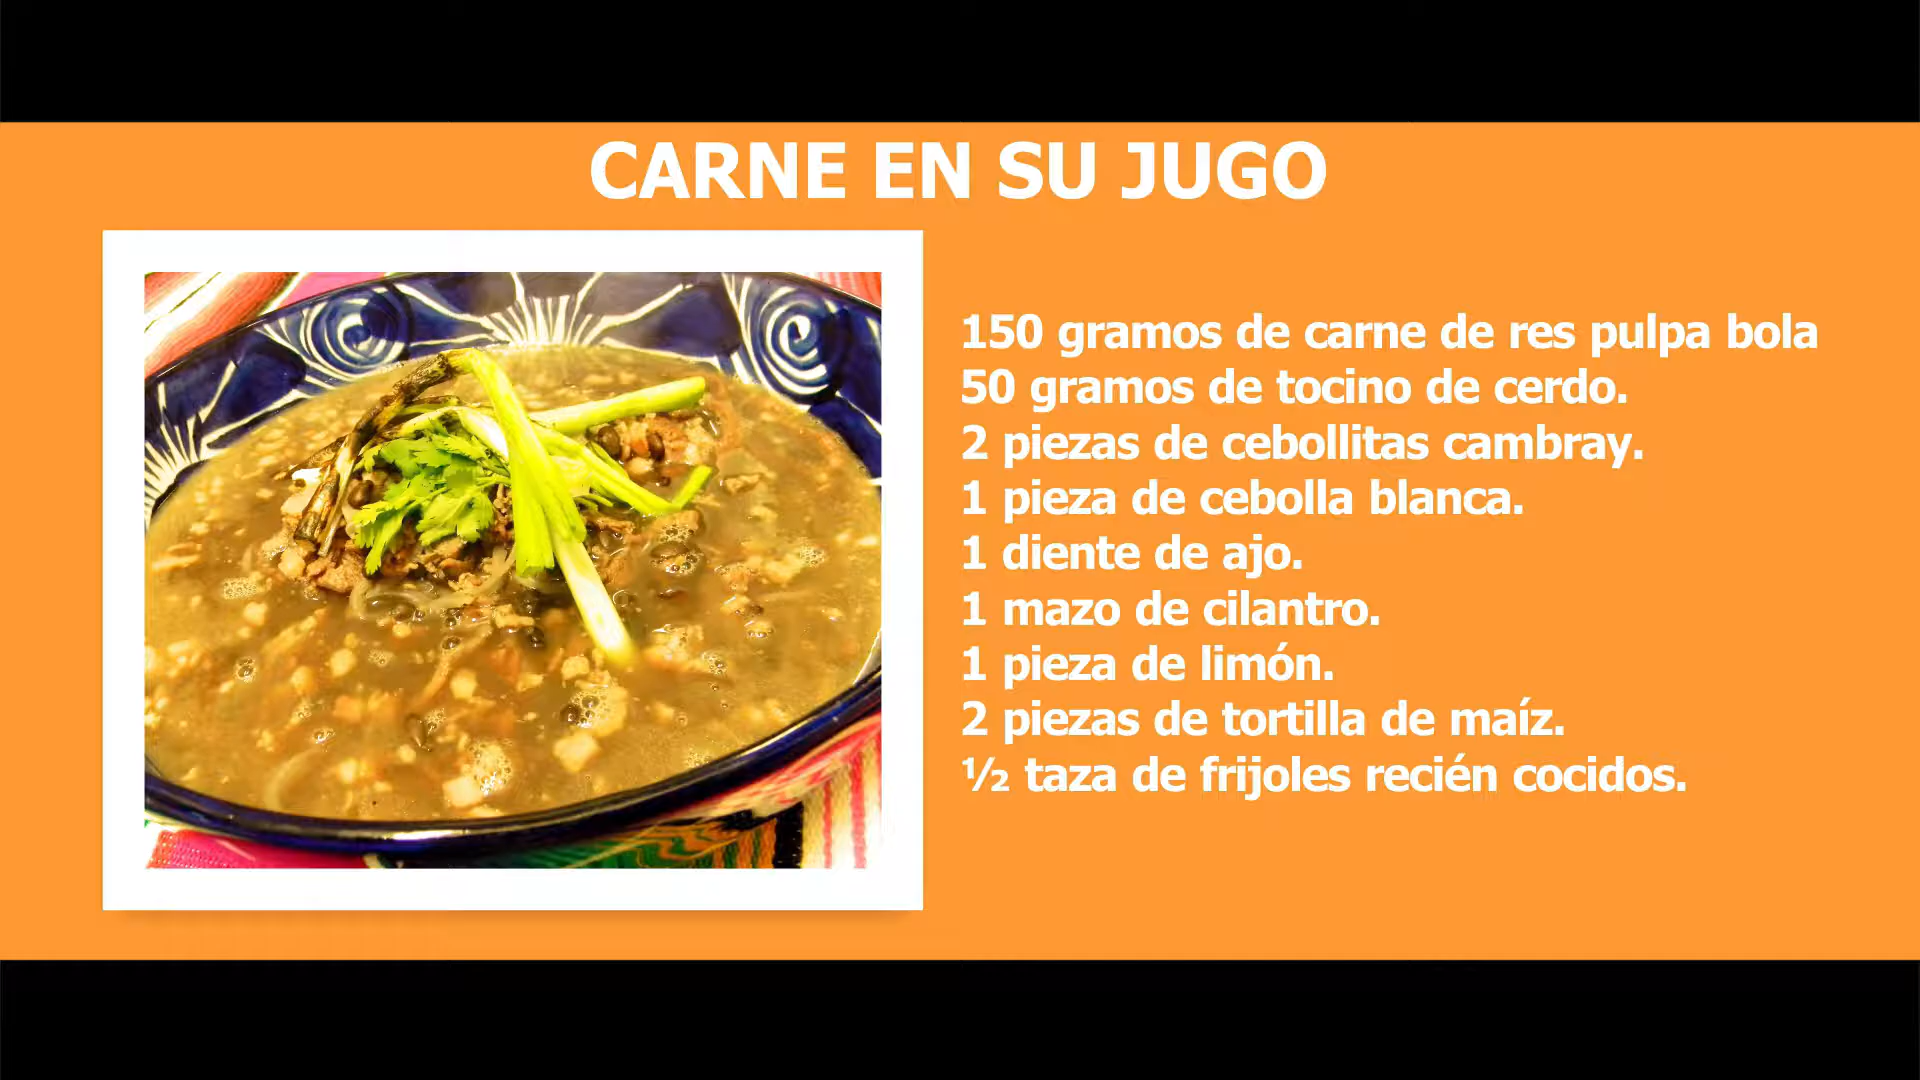 CARNE EN SU JUGO
150 gramos de carne de res pulpa bola
50 gramos de tocino de cerdo.
2 piezas de cebollitas cambray.
1 pieza de cebolla blanca.
1 diente de ajo.
1 mazo de cilantro.
1 pieza de limón.
2 piezas de tortilla de maíz.
½ taza de frijoles recién cocidos.